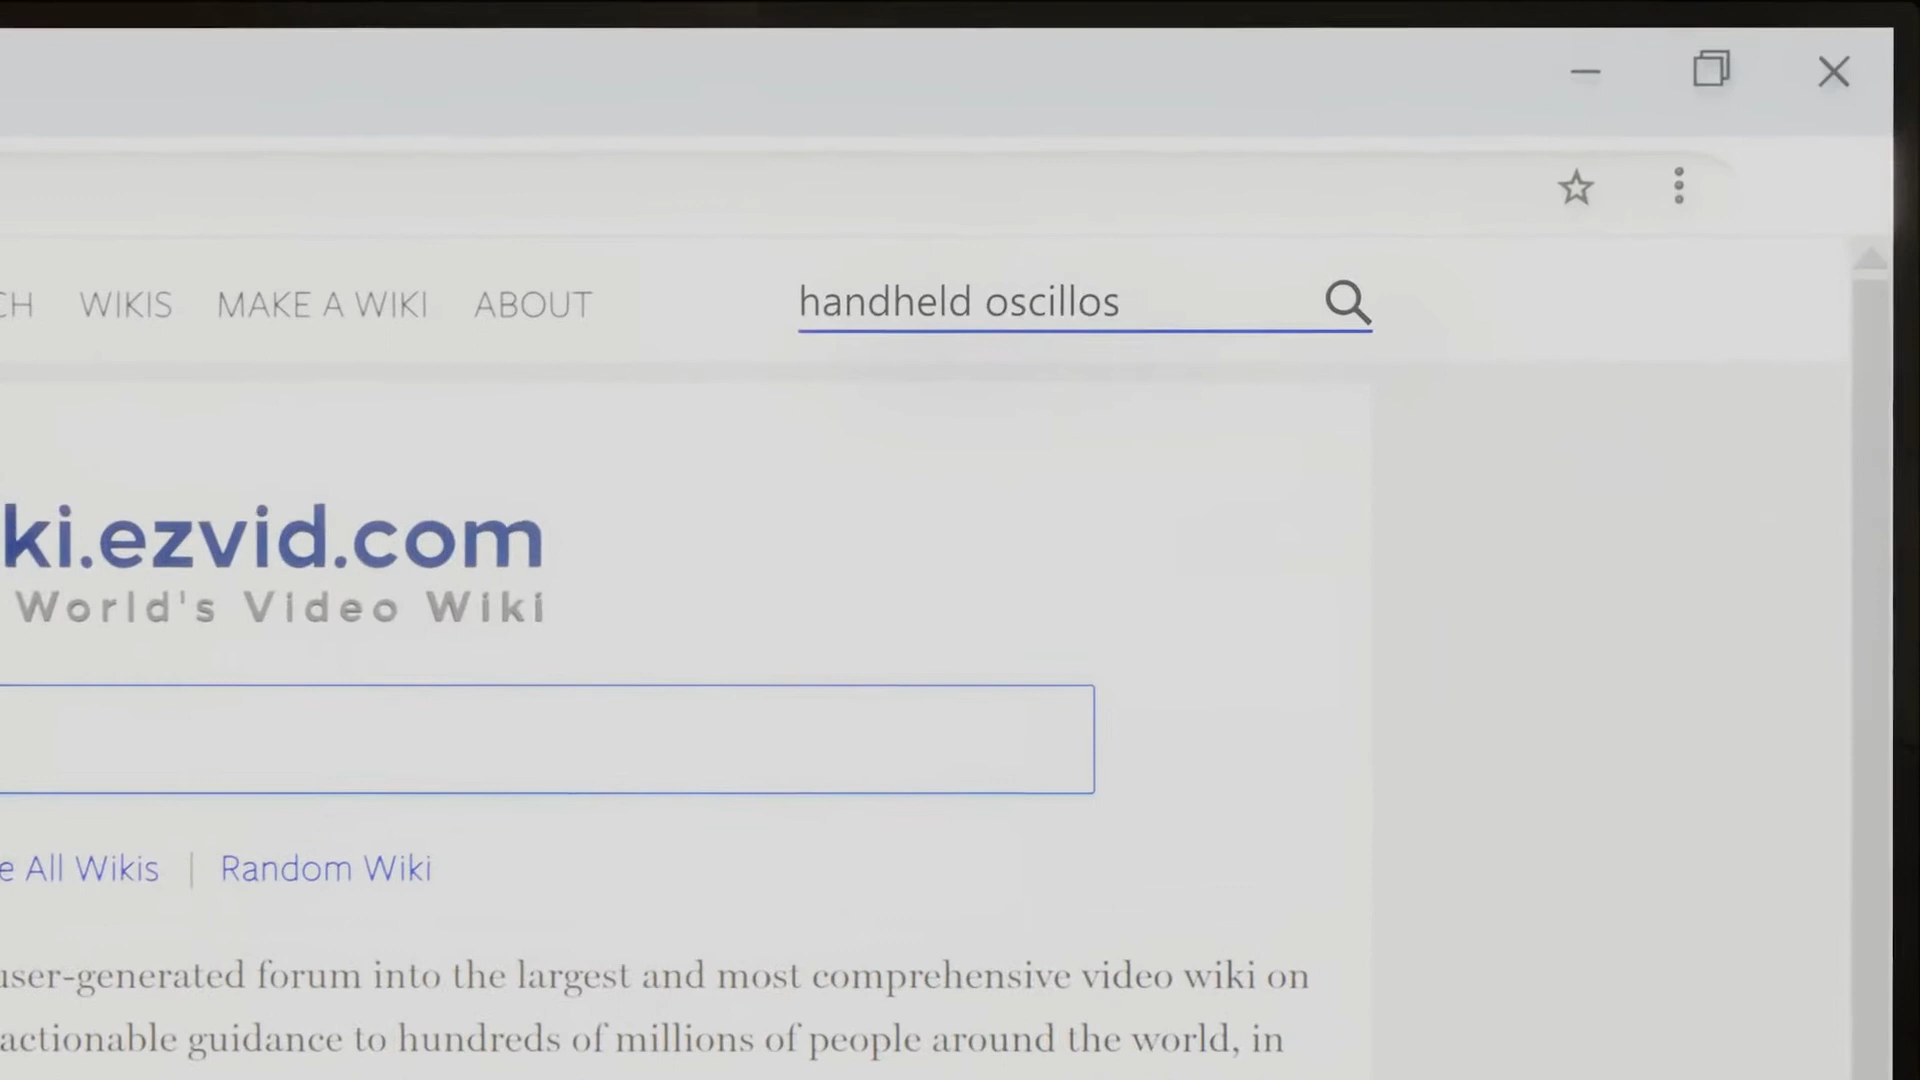 WIKIS MAKE A WIKI ABOUT handheld oscillos
ki.ezvid.com
World's Video Wiki
All Wikis | Random Wiki
user-generated forum into the largest and most comprehensive video wiki on
actionable guidance to hundreds of millions of people around the world, in